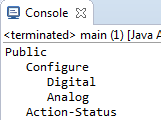 Console
<terminated> main (1) [Java A
Public
Configure
Digital
Analog
Action-Status